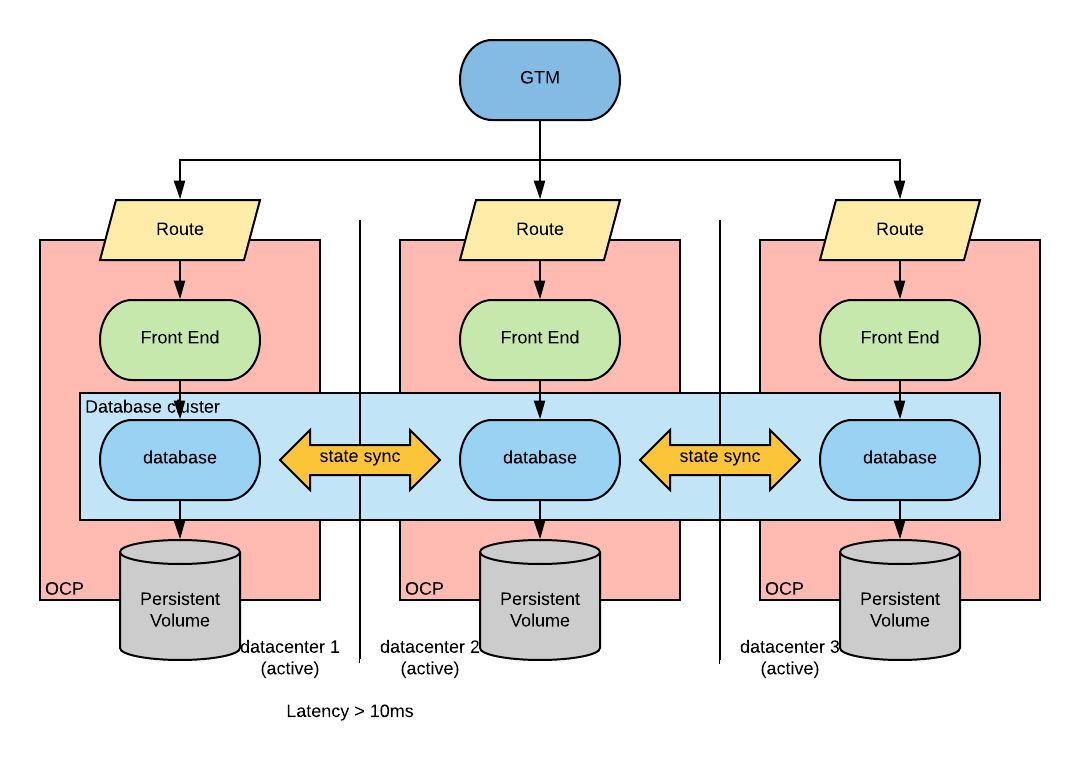 GTM
Route
Route
Route
Front End
Front End
Front End
Database cluster
database
state sync
database
state sync
database
OCP
Persistent
Volume
OCP
Persistent
Volume
OCP
Persistent
Volume
datacenter 1
(active)
datacenter 2
(active)
datacenter 3
(active)
Latency > 10ms